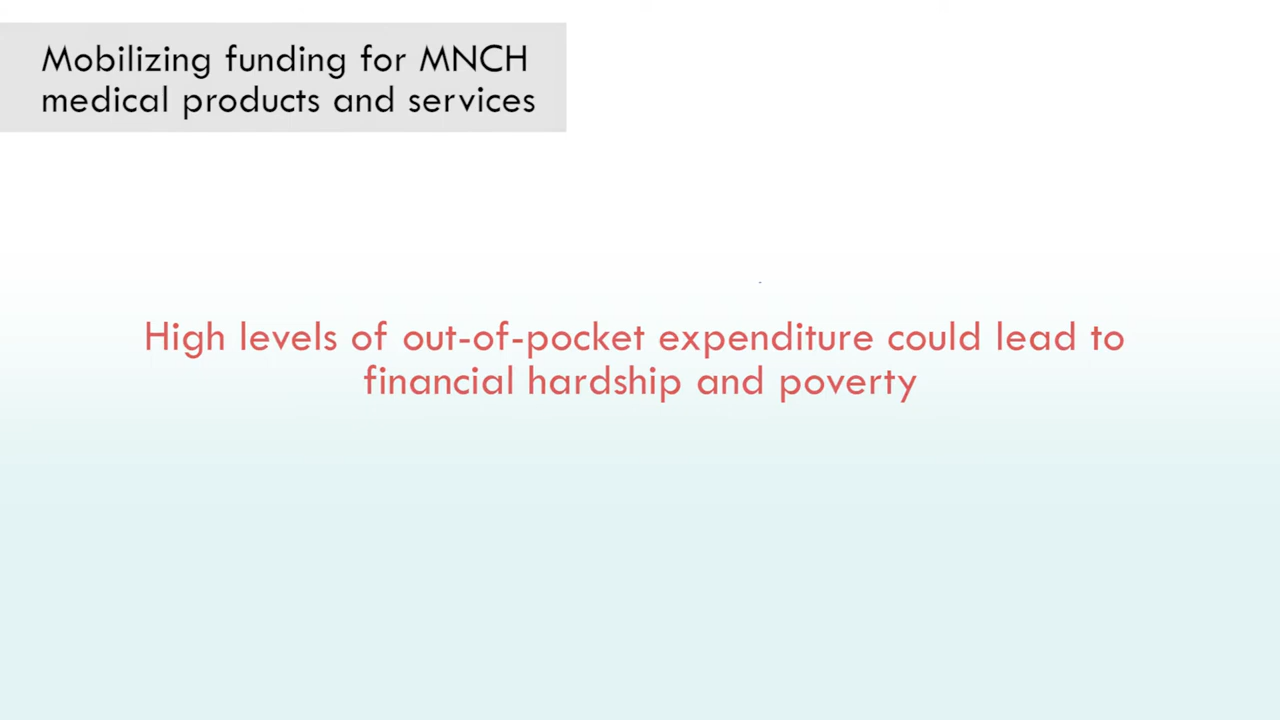 Mobilizing funding for MNCH
medical products and services
High levels of out-of-pocket expenditure could lead to
financial hardship and poverty